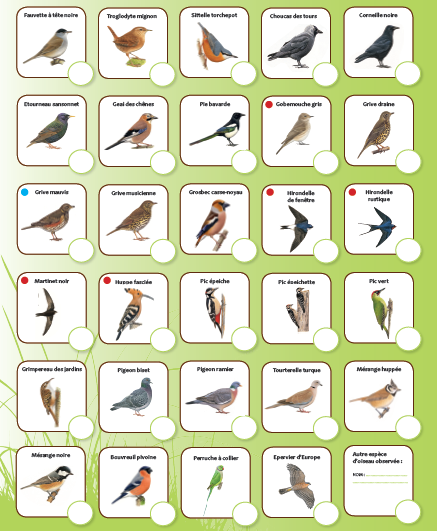 Fauvette à tête noire
Troglodyte mignon
Sittelle torchepot
Choucas des tours
Corneille noire
Etourneau sansonnet
Geai des chênes
Pie bavarde
Gobemouche gris
Grive draine
Grive mauvis
Grive musicienne
Grosbec casse-noyau
Hirondelle
de fenêtre
Hirondelle
rustique
Martinet noir
Huppe fasciée
Pic épeiche
Pic épeichette
Pic vert
Grimpereau des jardins
Pigeon biset
Pigeon ramier
Tourterelle turque
Mésange huppée
Mésange noire
Bouvreuil pivoine
Perruche à collier
Epervier d'Europe
Autre espèce
d'oiseau observée :
NOM :